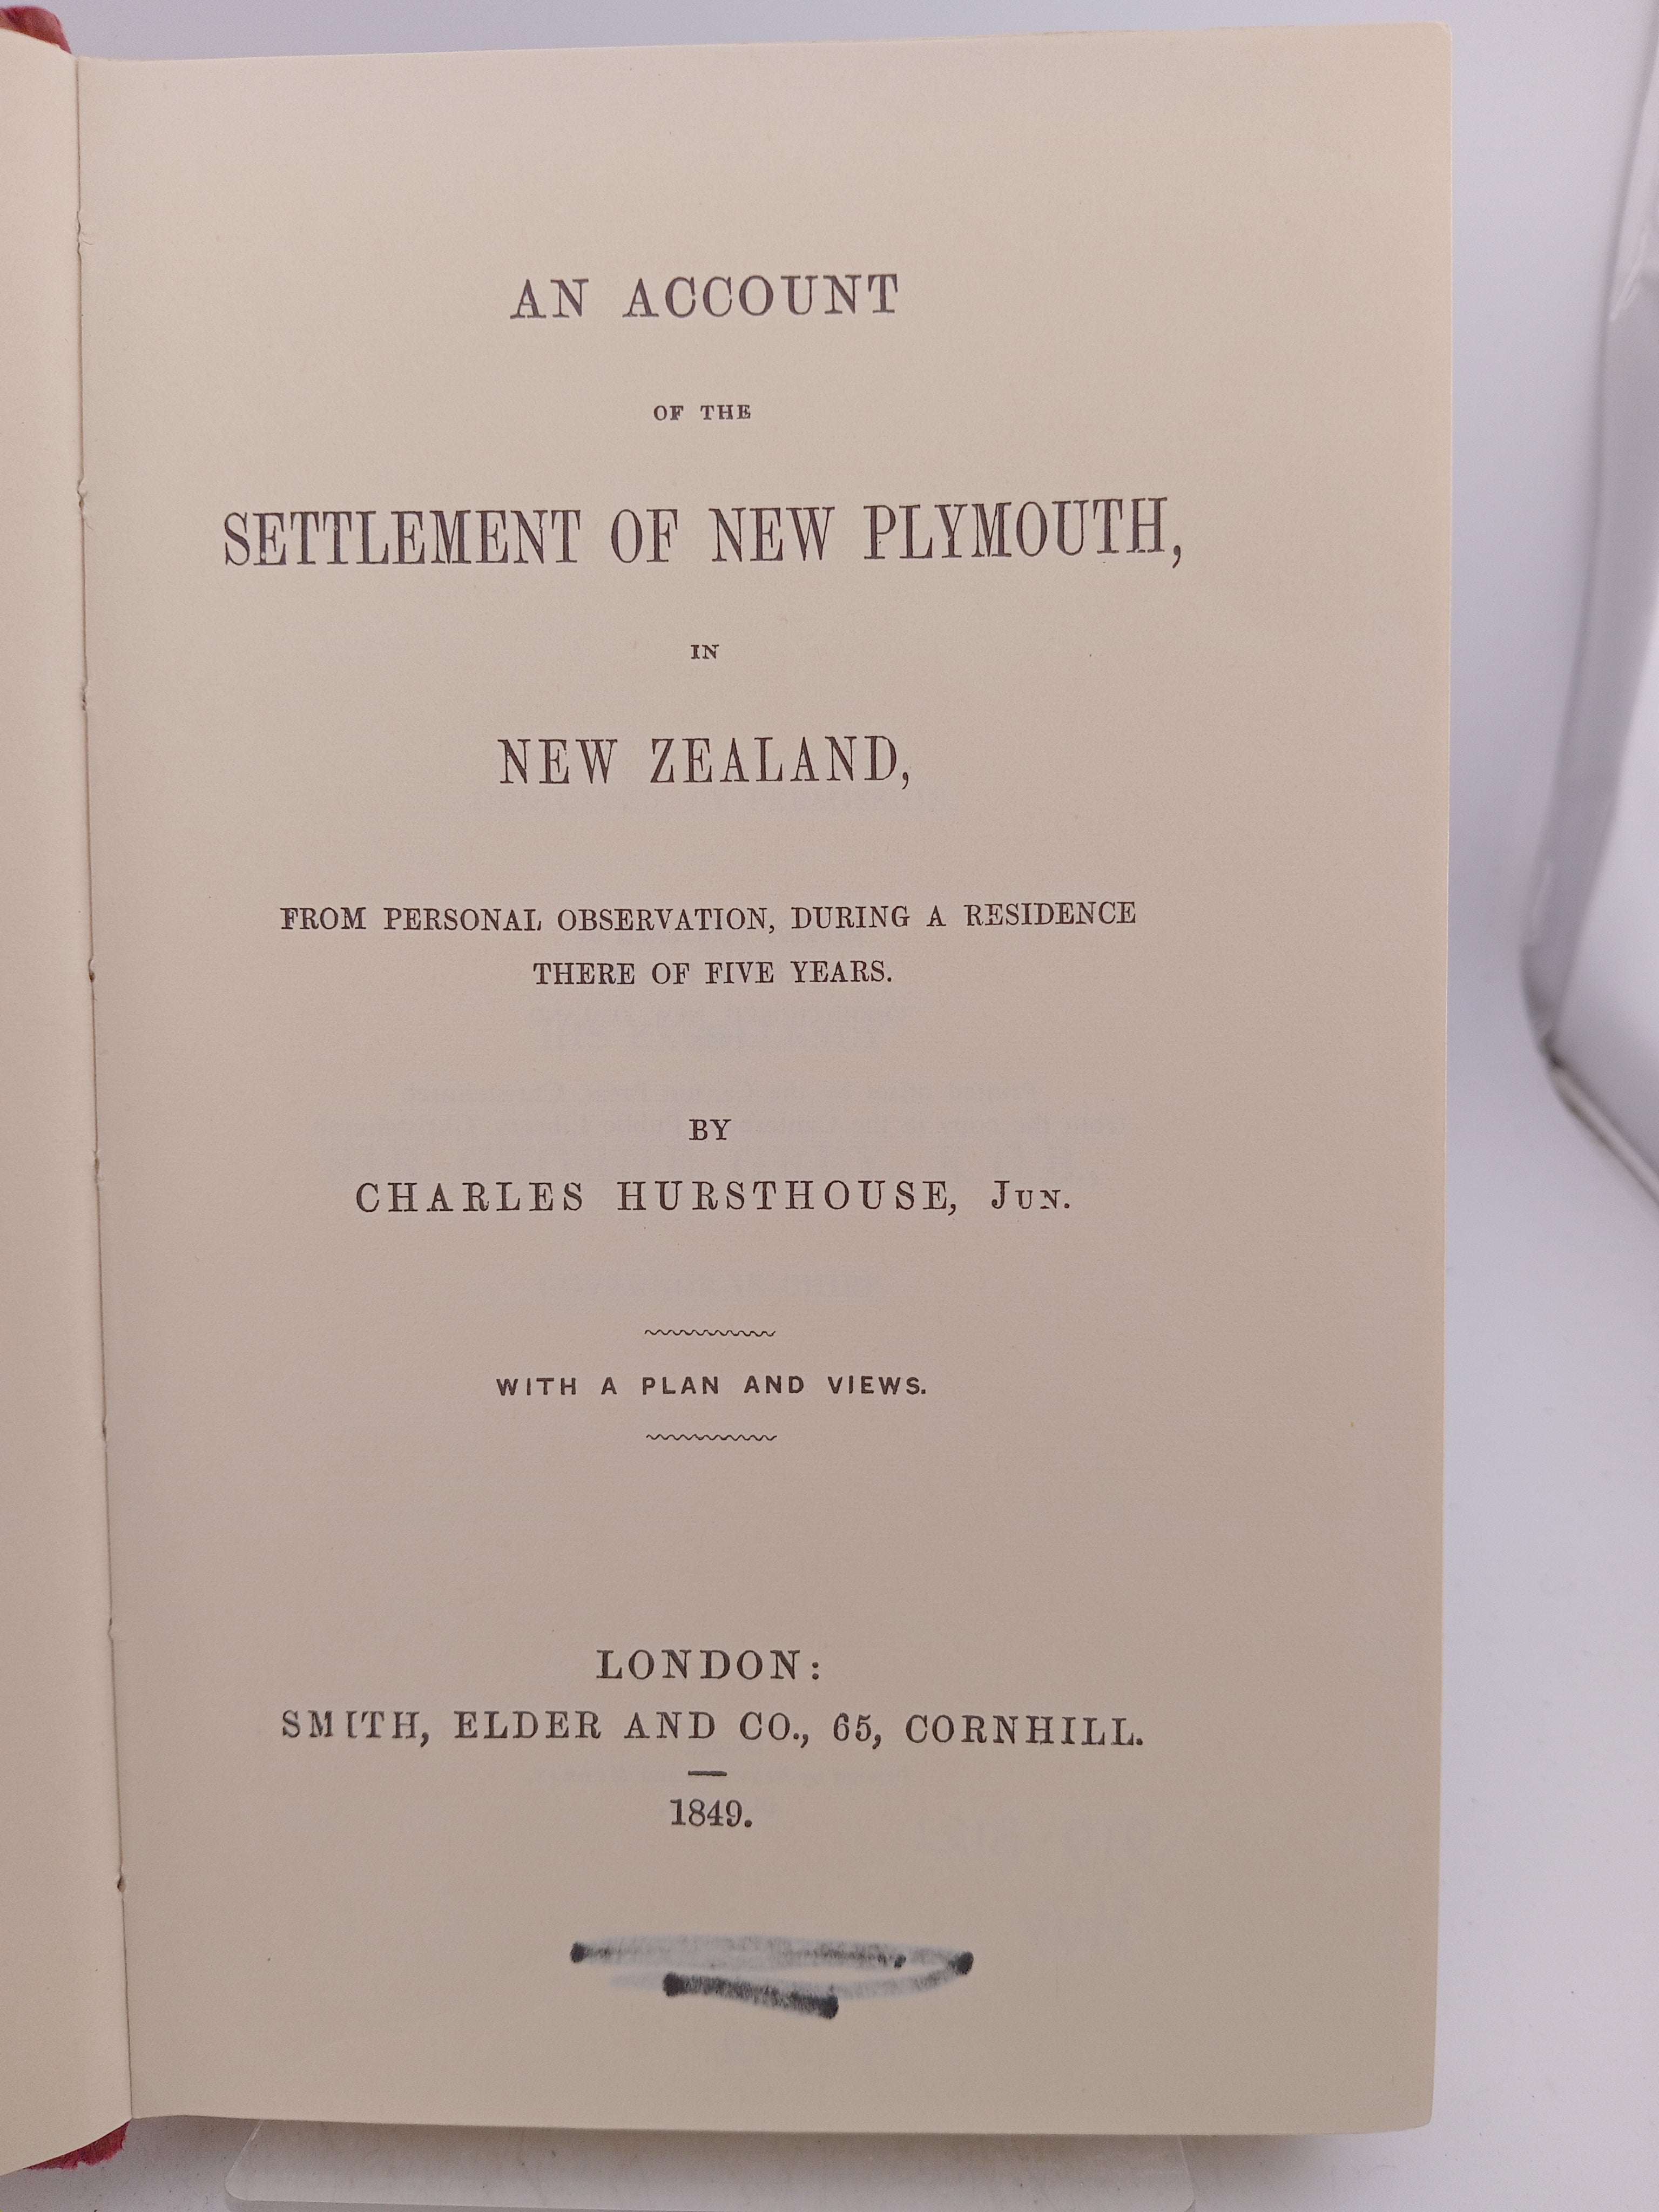 AN ACCOUNT
OF THE
SETTLEMENT OF NEW PLYMOUTH,
IN
NEW ZEALAND,
FROM PERSONAL OBSERVATION, DURING A RESIDENCE
THERE OF FIVE YEARS.
BY
CHARLES HURSTHOUSE, JUN.
WITH A PLAN AND VIEWS.
LONDON:
SMITH, ELDER AND CO., 65, CORNHILL.
1849.